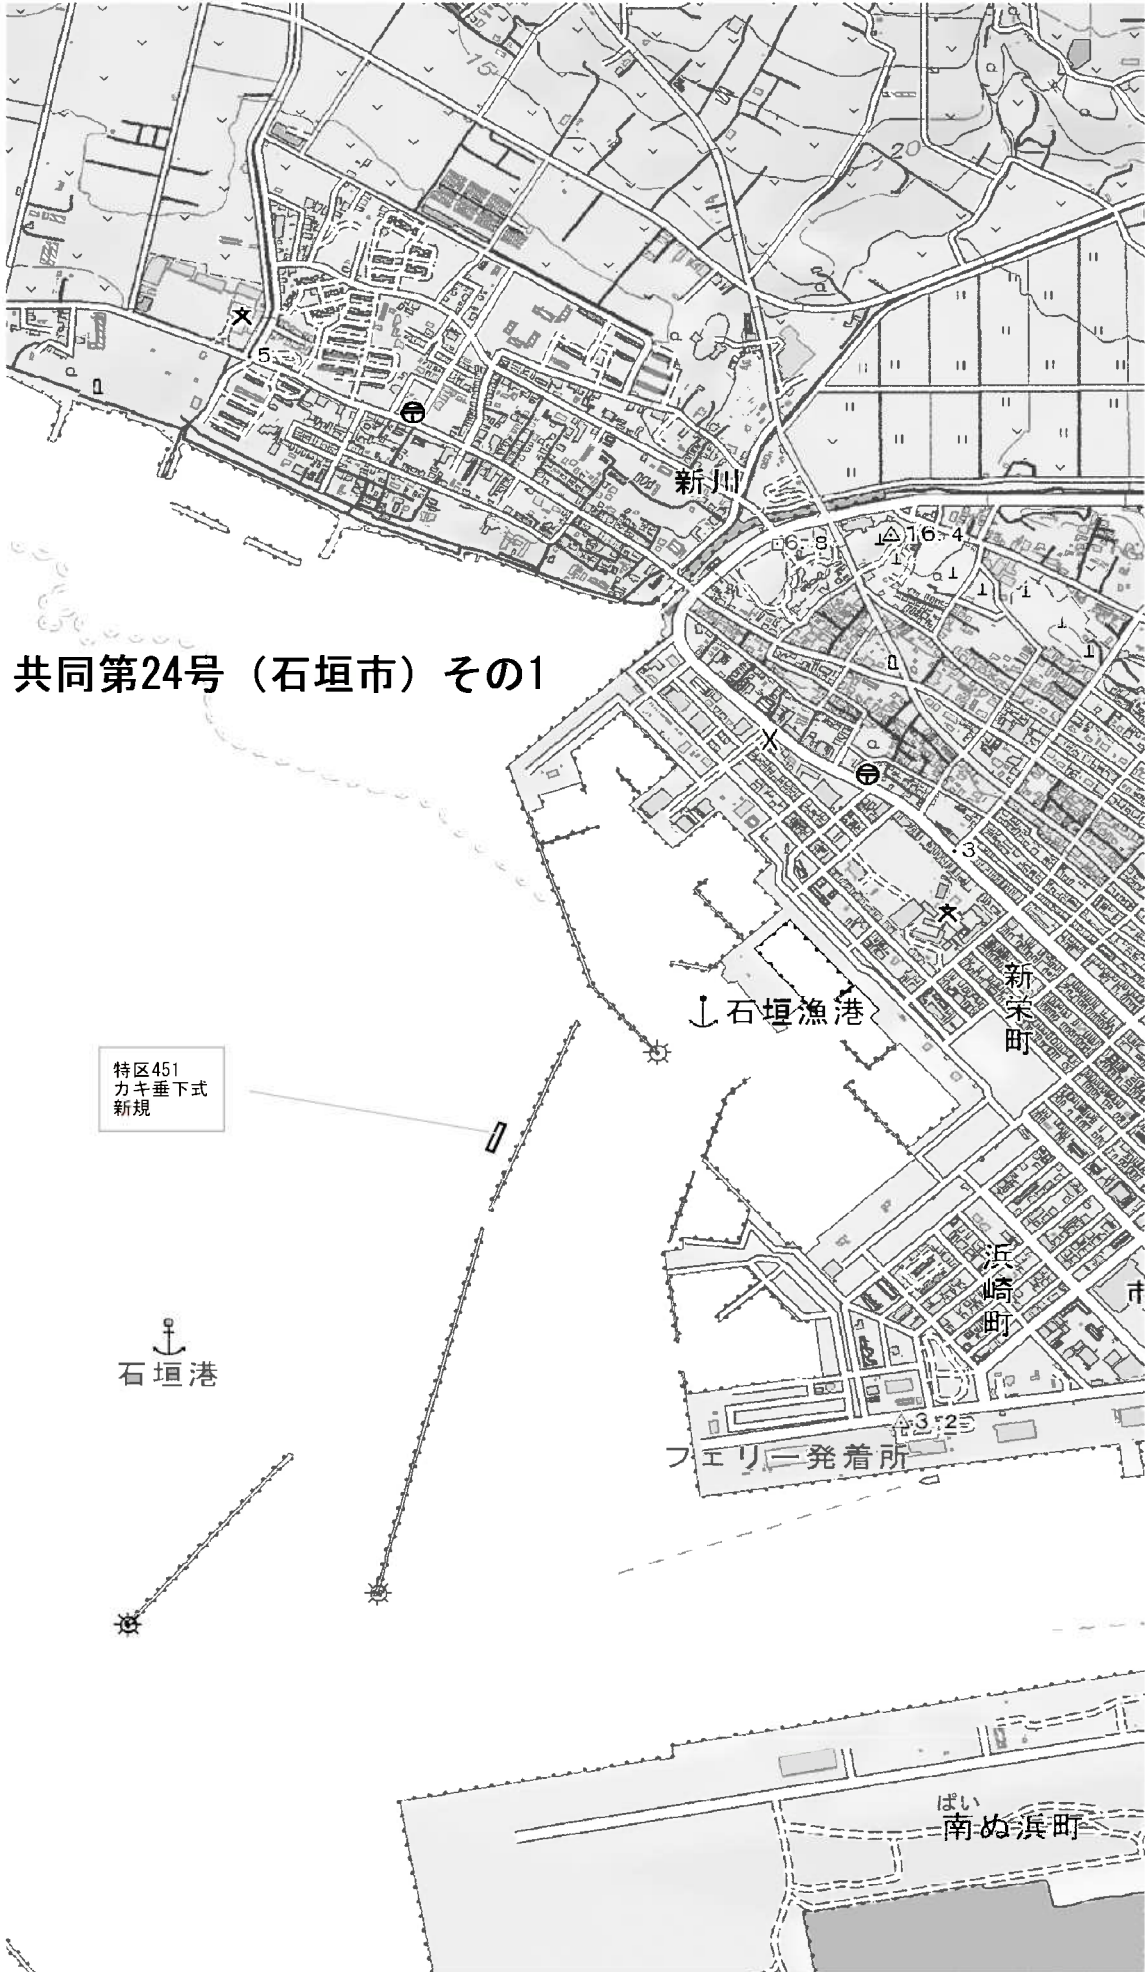 15
20
5
新川
6.8
16.4
共同第24号（石垣市）その1
3
石垣漁港
新栄町
特区451
カキ垂下式
新規
浜崎町
市
石垣港
3.2
フェリー発着所
ぱい
南ぬ浜町